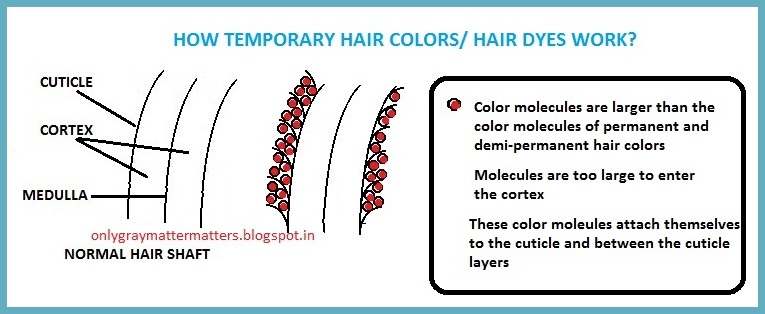 HOW TEMPORARY HAIR COLORS/ HAIR DYES WORK?
CUTICLE
CORTEX
MEDULLA
onlygraymattermatters.blogspot.in
NORMAL HAIR SHAFT
Color molecules are larger than the
color molecules of permanent and
demi-permanent hair colors
Molecules are too large to enter
the cortex
These color moleules attach themselves
to the cuticle and between the cuticle
layers